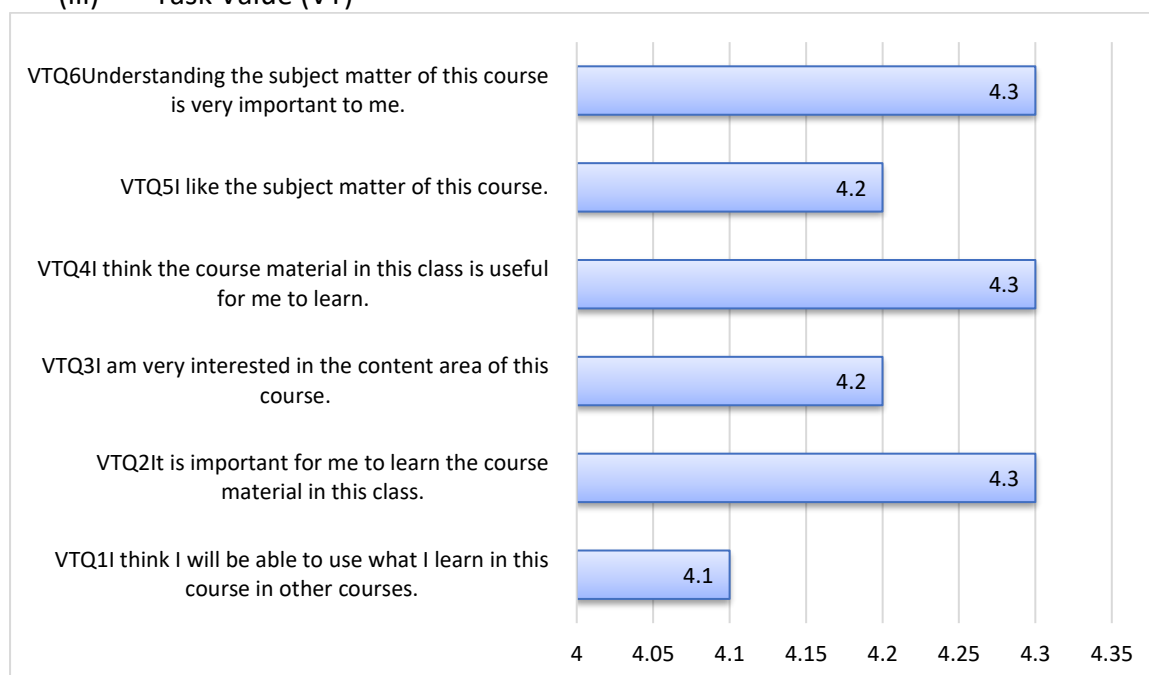 (iii) Task Value (VT)
VTQ6Understanding the subject matter of this course
is very important to me.
4.3
VTQ5I like the subject matter of this course.
4.2
VTQ4I think the course material in this class is useful
for me to learn.
4.3
VTQ3I am very interested in the content area of this
course.
4.2
VTQ2It is important for me to learn the course
material in this class.
4.3
VTQ1I think I will be able to use what I learn in this
course in other courses.
4.1
4 4.05 4.1 4.15 4.2 4.25 4.3 4.35